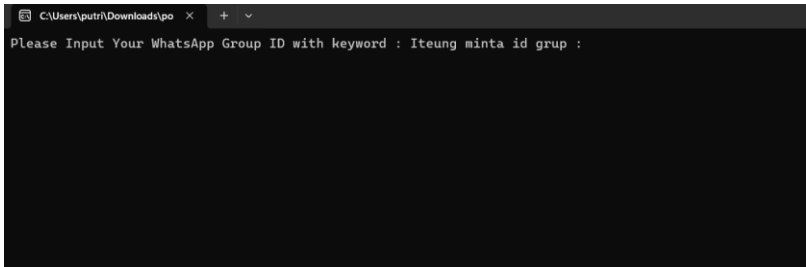 C:\Users\putri\Downloads\po
Please Input Your WhatsApp Group ID with keyword : Iteung minta id grup :